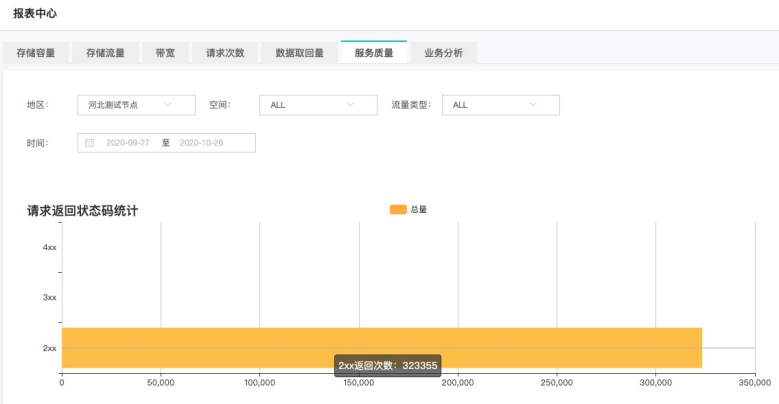 报表中心
存储容量 存储流量 带宽 请求次数 数据取回量 服务质量 业务分析
地区: 河北测试节点 空间: ALL 流量类型: ALL
时间: 2020-09-27 至 2020-10-26
请求返回状态码统计 总量
4xx
3xx
2xx
2xx返回次数: 323355
0 50,000 100,000 150,000 200,000 250,000 300,000 350,000